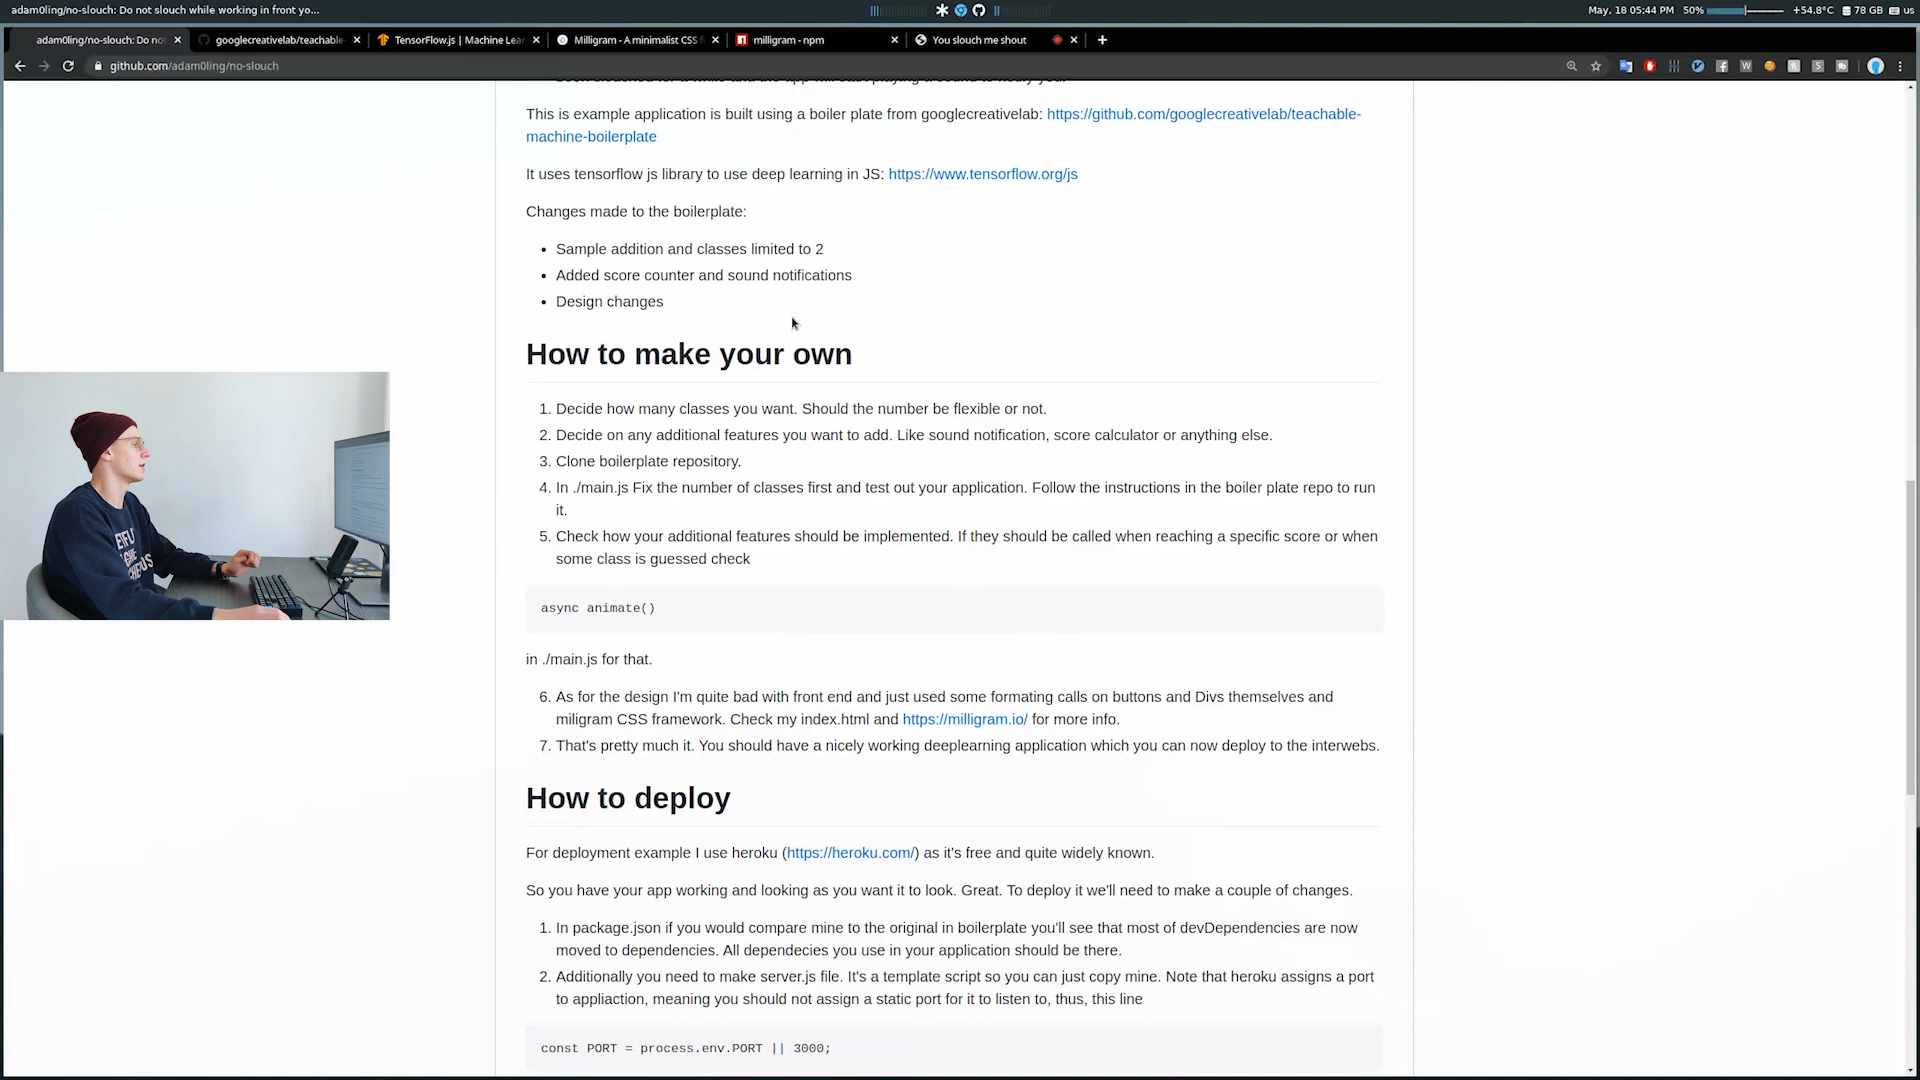 adam0ling/no-slouch: Do not slouch while working in front yo...
May, 18 05:44 PM 50% +54.8°C 78 GB us
adam0ling/no-slouch: Do not
googlecreativelab/teachable-
TensorFlow.js | Machine Lea
Milligram - A minimalist CSS f
milligram - npm
You slouch me shout
github.com/adam0ling/no-slouch
This is example application is built using a boiler plate from googlecreativelab: https://github.com/googlecreativelab/teachable-
machine-boilerplate
It uses tensorflow js library to use deep learning in JS: https://www.tensorflow.org/js
Changes made to the boilerplate:
• Sample addition and classes limited to 2
• Added score counter and sound notifications
• Design changes
How to make your own
1. Decide how many classes you want. Should the number be flexible or not.
2. Decide on any additional features you want to add. Like sound notification, score calculator or anything else.
3. Clone boilerplate repository.
4. In ./main.js Fix the number of classes first and test out your application. Follow the instructions in the boiler plate repo to run
it.
5. Check how your additional features should be implemented. If they should be called when reaching a specific score or when
some class is guessed check
async animate()
in ./main.js for that.
6. As for the design I'm quite bad with front end and just used some formating calls on buttons and Divs themselves and
miligram CSS framework. Check my index.html and https://milligram.io/ for more info.
7. That's pretty much it. You should have a nicely working deeplearning application which you can now deploy to the interwebs.
How to deploy
For deployment example I use heroku (https://heroku.com/) as it's free and quite widely known.
So you have your app working and looking as you want it to look. Great. To deploy it we'll need to make a couple of changes.
1. In package.json if you would compare mine to the original in boilerplate you'll see that most of devDependencies are now
moved to dependencies. All dependecies you use in your application should be there.
2. Additionally you need to make server.js file. It's a template script so you can just copy mine. Note that heroku assigns a port
to appliaction, meaning you should not assign a static port for it to listen to, thus, this line
const PORT = process.env.PORT || 3000;